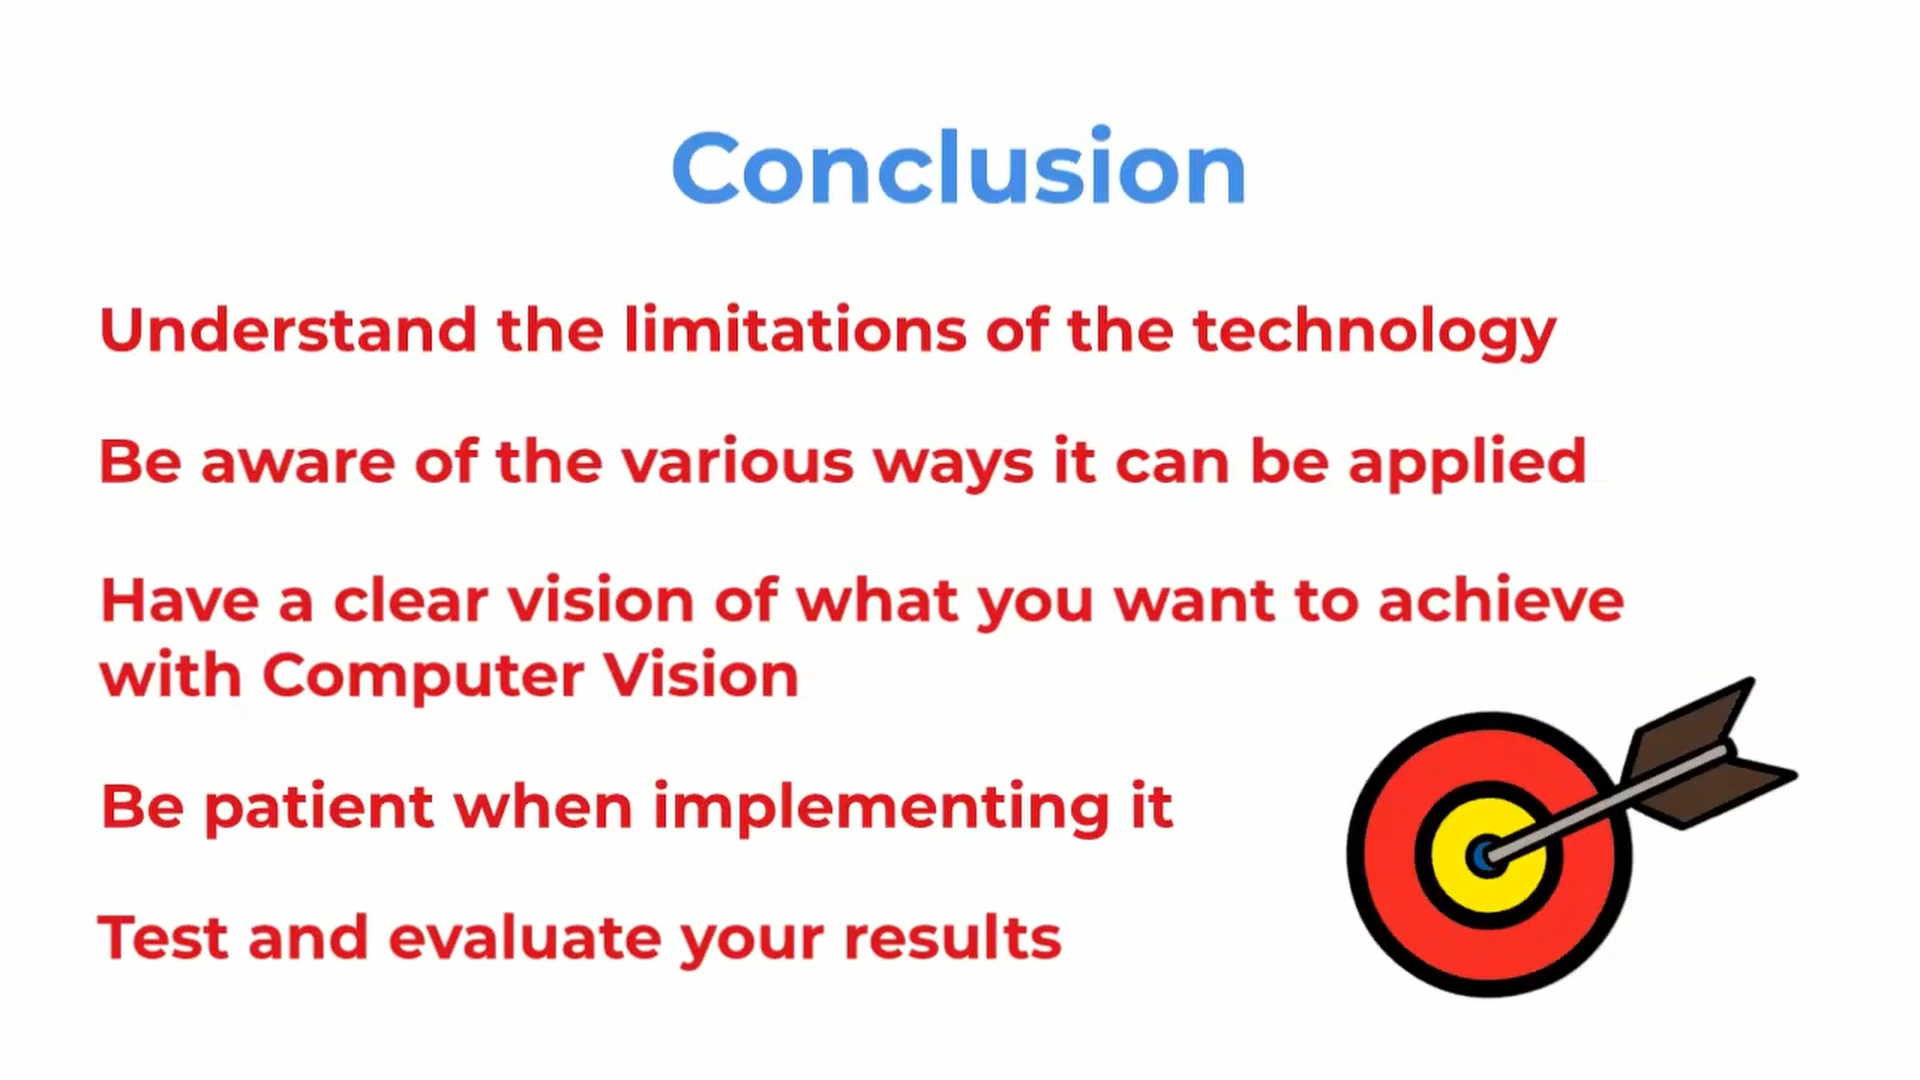 Conclusion
Understand the limitations of the technology
Be aware of the various ways it can be applied
Have a clear vision of what you want to achieve
with Computer Vision
Be patient when implementing it
Test and evaluate your results